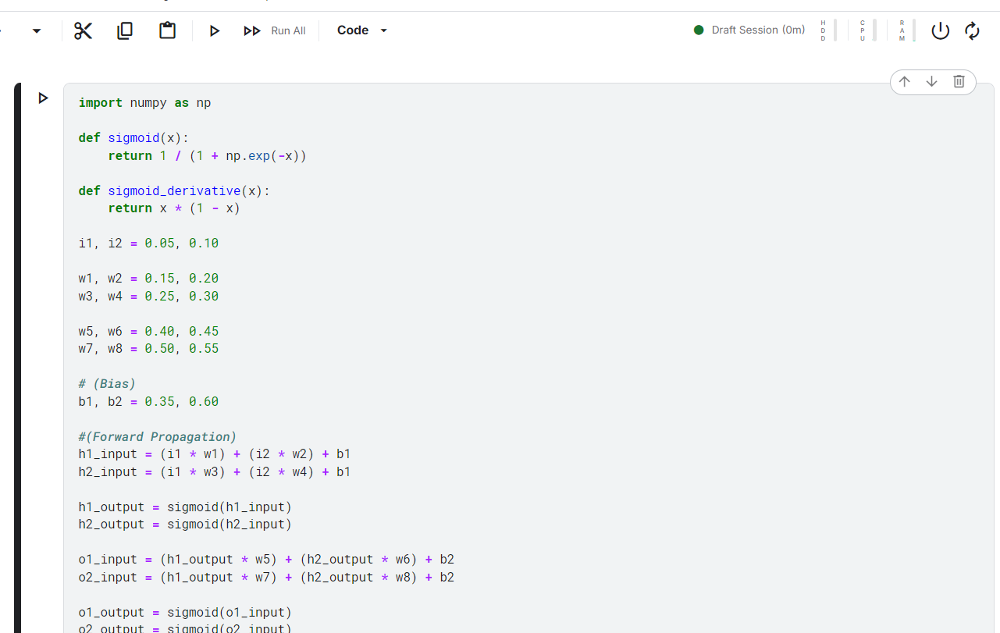 Run All
Code
Draft Session (0m)
HDD
CPU
RAM
import numpy as np
def sigmoid(x):
    return 1 / (1 + np.exp(-x))
def sigmoid_derivative(x):
    return x * (1 - x)
i1, i2 = 0.05, 0.10
w1, w2 = 0.15, 0.20
w3, w4 = 0.25, 0.30
w5, w6 = 0.40, 0.45
w7, w8 = 0.50, 0.55
# (Bias)
b1, b2 = 0.35, 0.60
#(Forward Propagation)
h1_input = (i1 * w1) + (i2 * w2) + b1
h2_input = (i1 * w3) + (i2 * w4) + b1
h1_output = sigmoid(h1_input)
h2_output = sigmoid(h2_input)
o1_input = (h1_output * w5) + (h2_output * w6) + b2
o2_input = (h1_output * w7) + (h2_output * w8) + b2
o1_output = sigmoid(o1_input)
o2_output = sigmoid(o2_input)